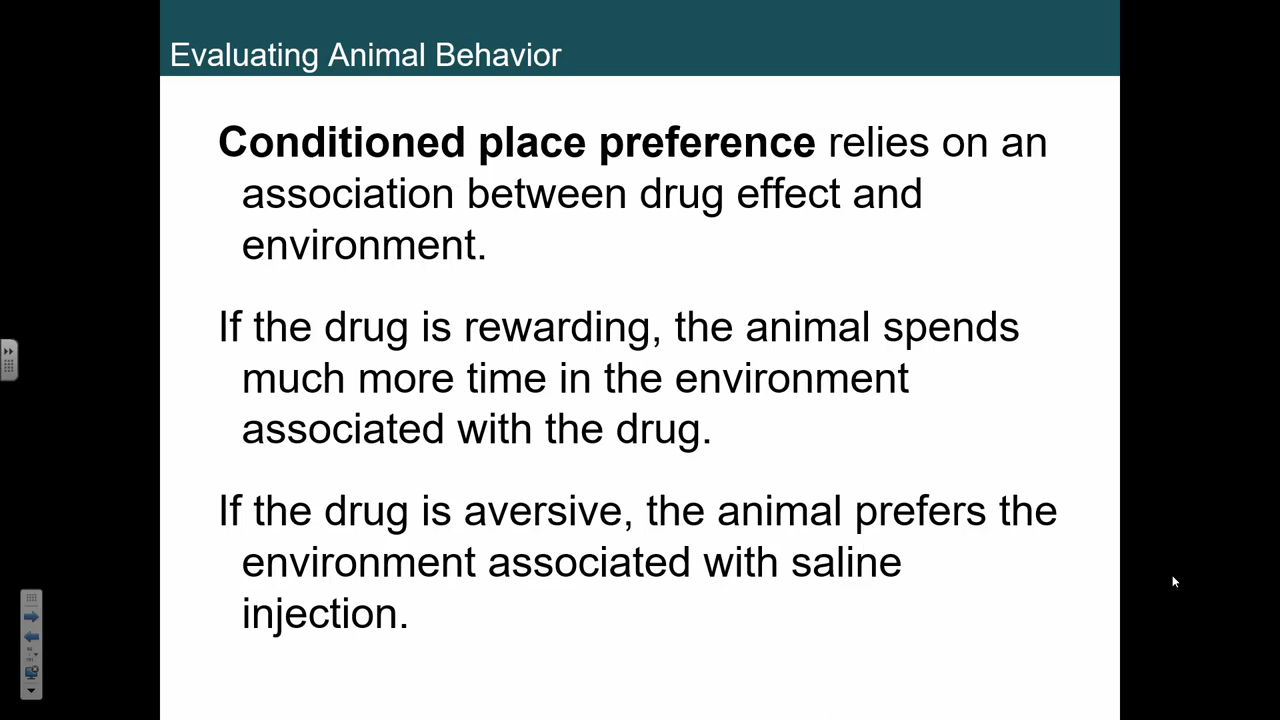 Evaluating Animal Behavior
Conditioned place preference relies on an
association between drug effect and
environment.
If the drug is rewarding, the animal spends
much more time in the environment
associated with the drug.
If the drug is aversive, the animal prefers the
environment associated with saline
injection.